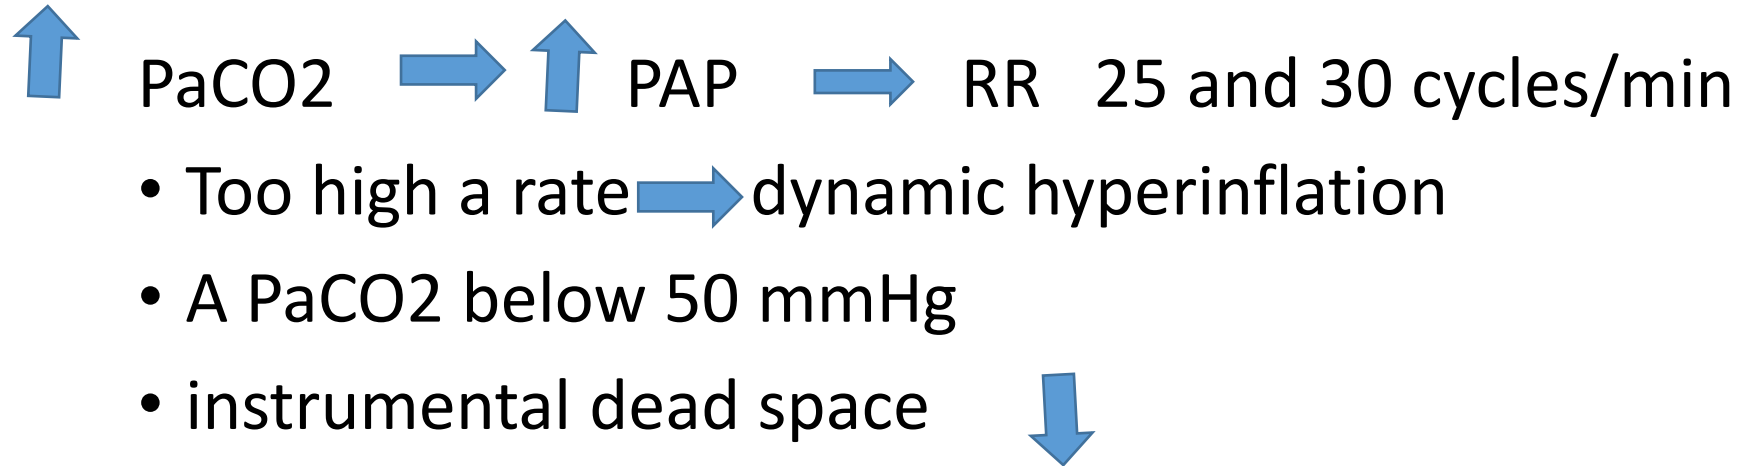 PaCO2 PAP RR 25 and 30 cycles/min
• Too high a rate dynamic hyperinflation
• A PaCO2 below 50 mmHg
• instrumental dead space